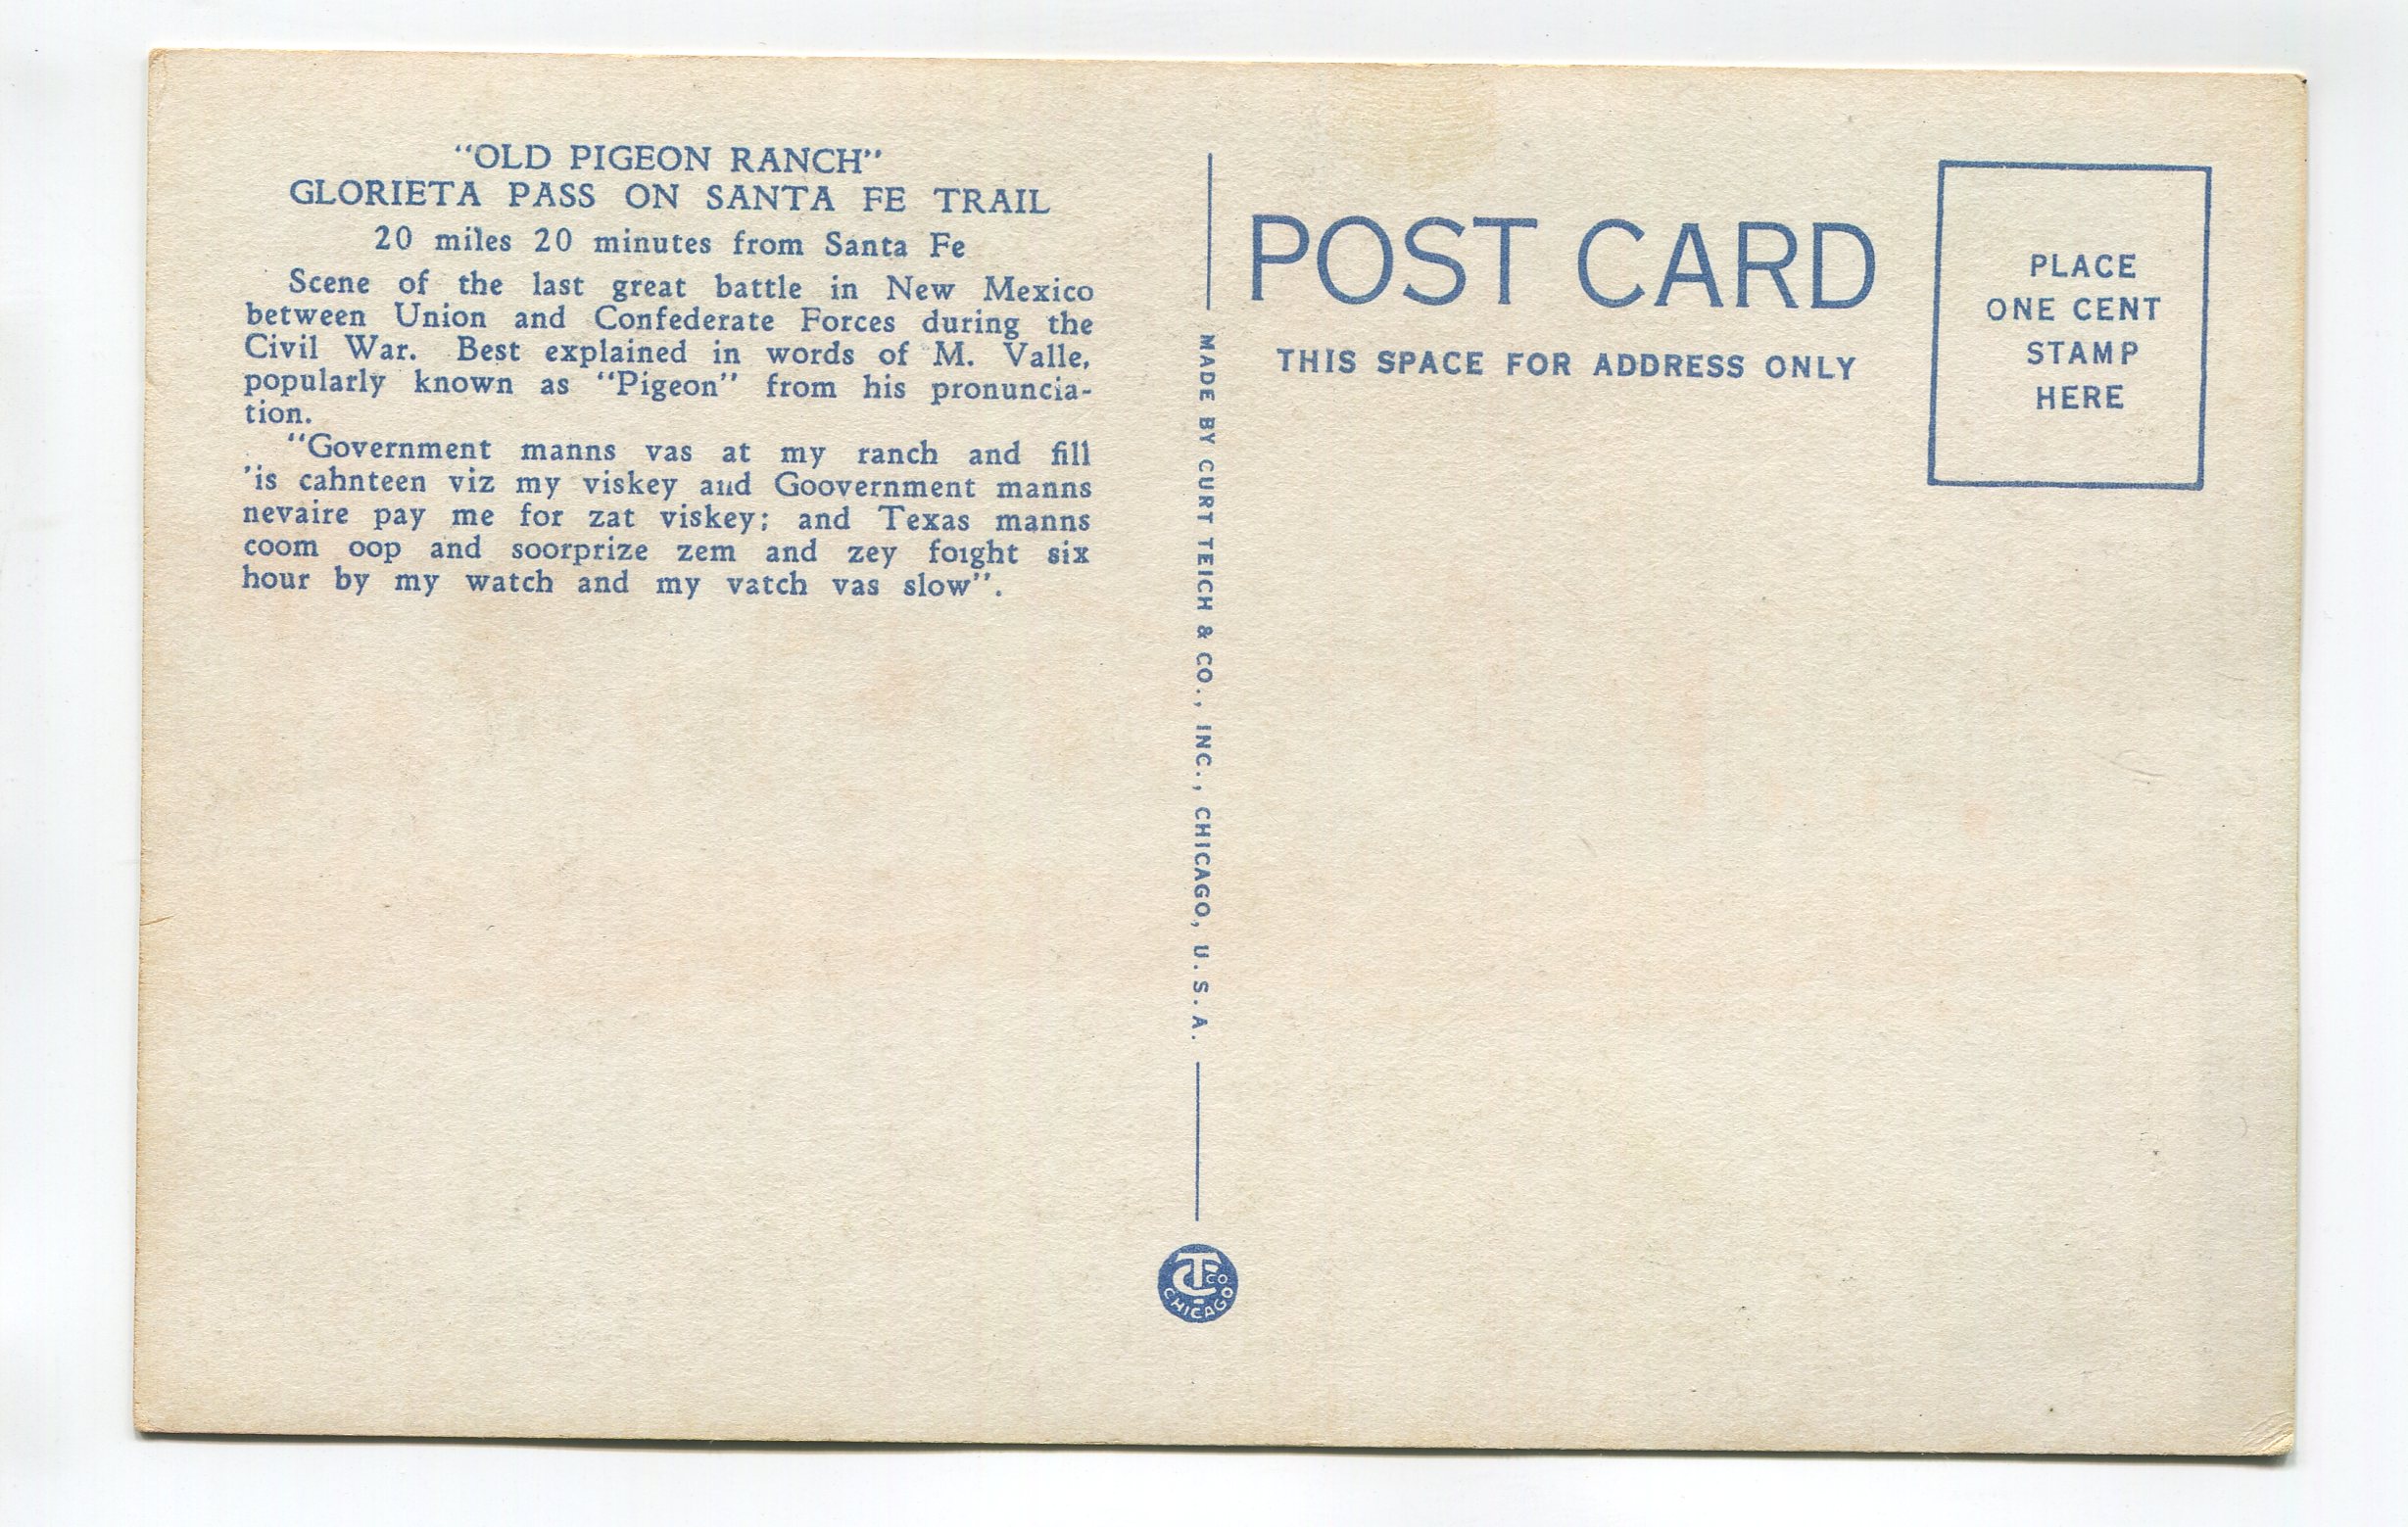 "OLD PIGEON RANCH"
GLORIETA PASS ON SANTA FE TRAIL
20 miles 20 minutes from Santa Fe
Scene of the last great battle in New Mexico
between Union and Confederate Forces during the
Civil War. Best explained in words of M. Valle,
popularly known as "Pigeon" from his pronuncia-
tion.
"Government manns vas at my ranch and fill
'is cahnteen viz my viskey and Goovernment manns
nevaire pay me for zat viskey; and Texas manns
coom oop and soorprize zem and zey foight six
hour by my watch and my vatch vas slow".
MADE BY CURT TEICH & CO., INC., CHICAGO, U.S.A.
CT CO.
CHICAGO
POST CARD
THIS SPACE FOR ADDRESS ONLY
PLACE
ONE CENT
STAMP
HERE